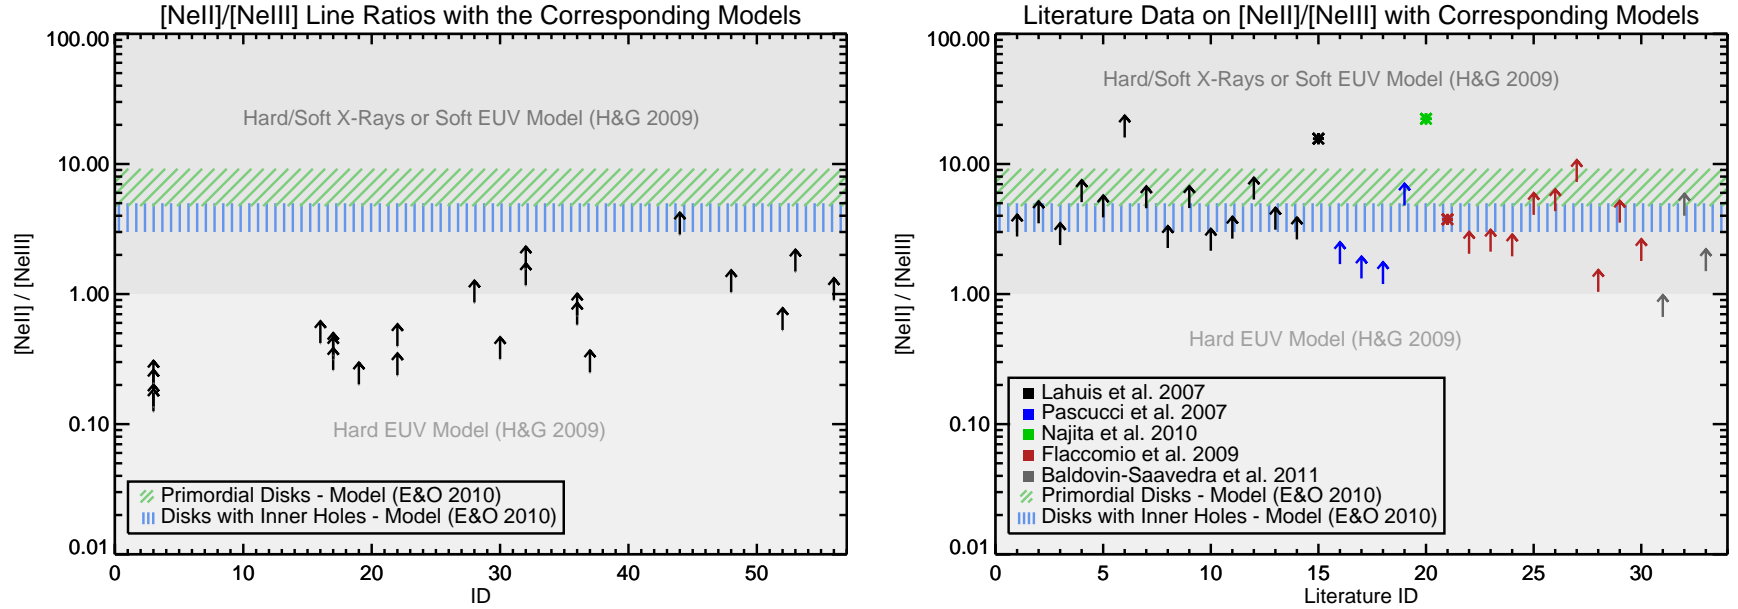 [NeII]/[NeIII] Line Ratios with the Corresponding Models
100.00
10.00
1.00
0.10
0.01
[NeII] / [NeIII]
Hard/Soft X-Rays or Soft EUV Model (H&G 2009)
Hard EUV Model (H&G 2009)
Primordial Disks - Model (E&O 2010)
Disks with Inner Holes - Model (E&O 2010)
0 10 20 30 40 50
ID
Literature Data on [NeII]/[NeIII] with Corresponding Models
100.00
10.00
1.00
0.10
0.01
[NeII] / [NeIII]
Hard/Soft X-Rays or Soft EUV Model (H&G 2009)
Hard EUV Model (H&G 2009)
Lahuis et al. 2007
Pascucci et al. 2007
Najita et al. 2010
Flaccomio et al. 2009
Baldovin-Saavedra et al. 2011
Primordial Disks - Model (E&O 2010)
Disks with Inner Holes - Model (E&O 2010)
0 5 10 15 20 25 30
Literature ID